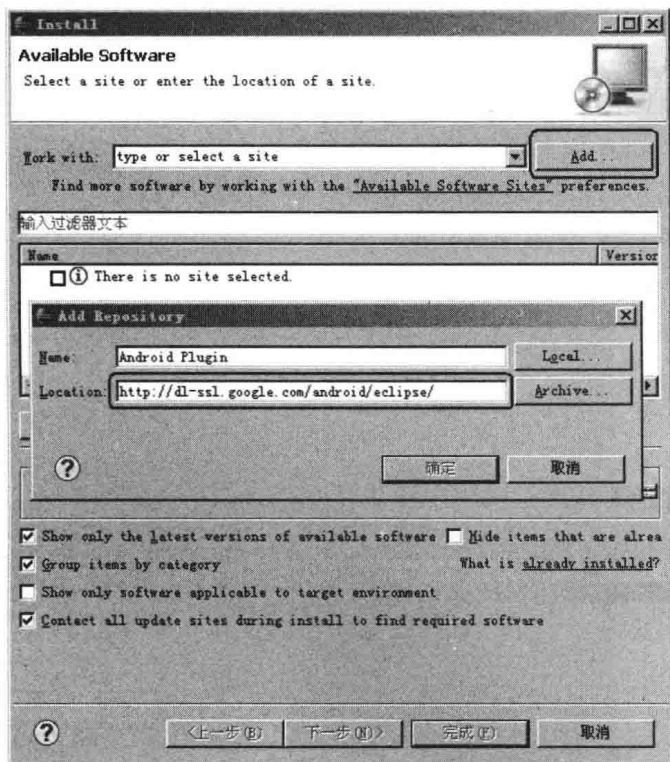 Install
Available Software
Select a site or enter the location of a site.
Work with: type or select a site Add...
Find more software by working with the "Available Software Sites" preferences.
输入过滤器文本
Name Version
There is no site selected.
Add Repository
Name: Android Plugin Local...
Location: http://dl-ssl.google.com/android/eclipse/ Archive...
确定 取消
Show only the latest versions of available software Hide items that are alrea
Group items by category What is already installed?
Show only software applicable to target environment
Contact all update sites during install to find required software
<上一步(B) 下一步(N)> 完成(F) 取消